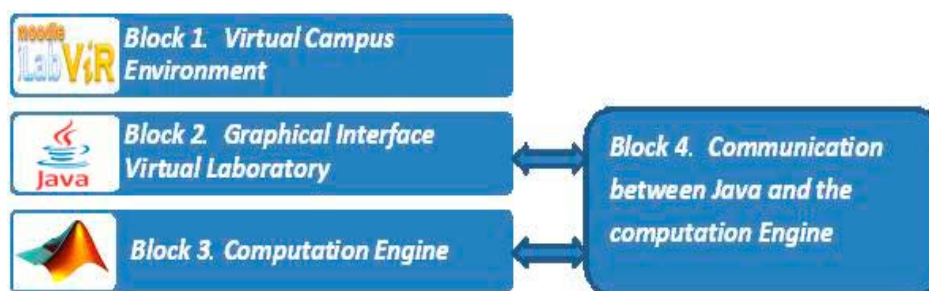 moodle
iLabViR
Block 1. Virtual Campus
Environment
Java
Block 2. Graphical Interface
Virtual Laboratory
Block 3. Computation Engine
Block 4. Communication
between Java and the
computation Engine